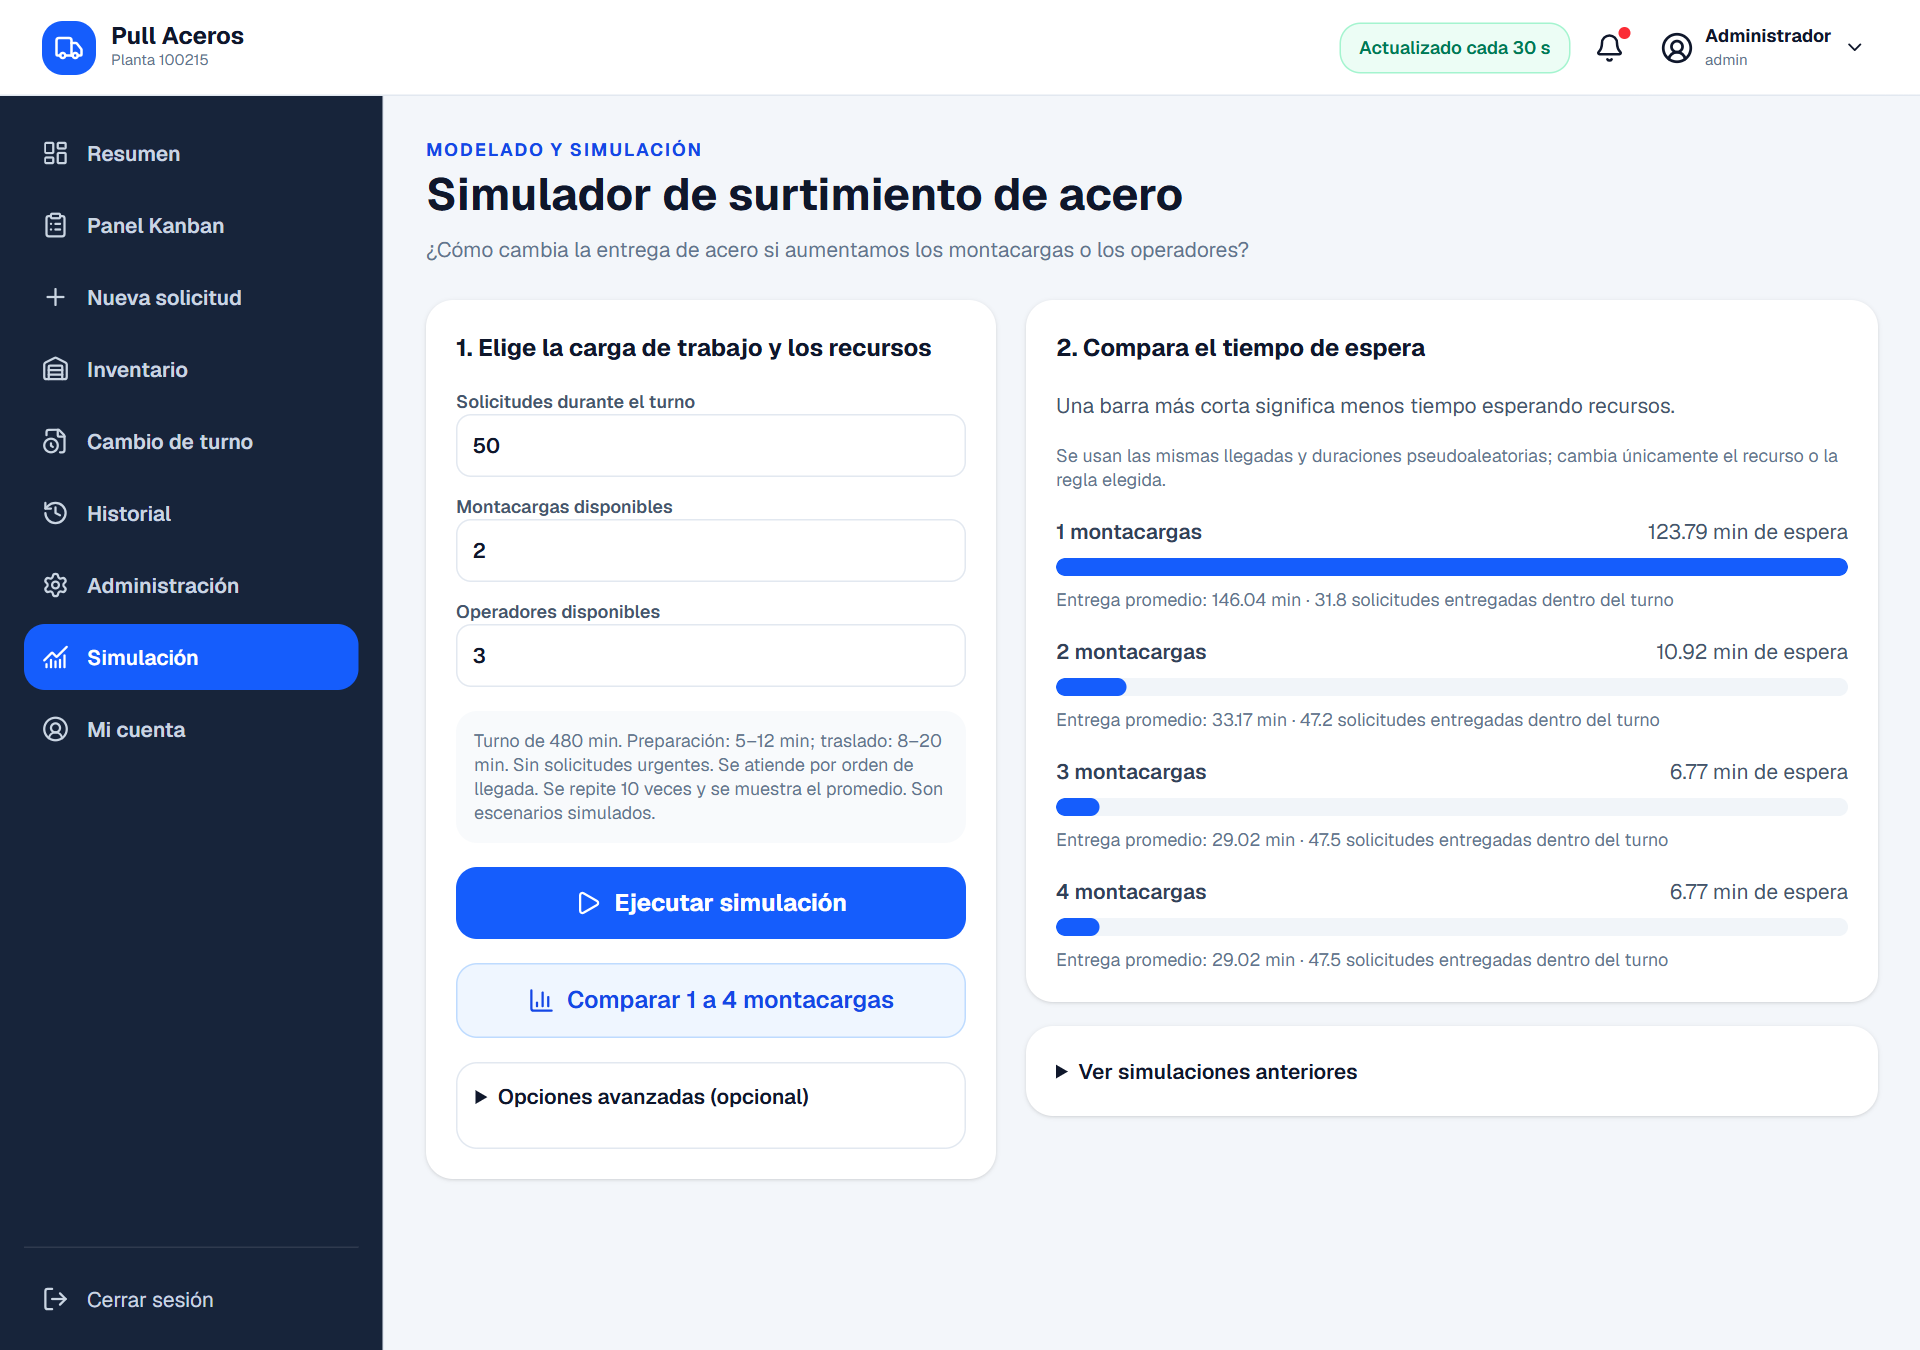 Pull Aceros
Planta 100215
Actualizado cada 30 s
Administrador
admin
Resumen
Panel Kanban
Nueva solicitud
Inventario
Cambio de turno
Historial
Administración
Simulación
Mi cuenta
Cerrar sesión
MODELADO Y SIMULACIÓN
Simulador de surtimiento de acero
¿Cómo cambia la entrega de acero si aumentamos los montacargas o los operadores?
1. Elige la carga de trabajo y los recursos
Solicitudes durante el turno
50
Montacargas disponibles
2
Operadores disponibles
3
Turno de 480 min. Preparación: 5–12 min; traslado: 8–20
min. Sin solicitudes urgentes. Se atiende por orden de
llegada. Se repite 10 veces y se muestra el promedio. Son
escenarios simulados.
Ejecutar simulación
Comparar 1 a 4 montacargas
Opciones avanzadas (opcional)
2. Compara el tiempo de espera
Una barra más corta significa menos tiempo esperando recursos.
Se usan las mismas llegadas y duraciones pseudoaleatorias; cambia únicamente el recurso o la
regla elegida.
1 montacargas 123.79 min de espera
Entrega promedio: 146.04 min · 31.8 solicitudes entregadas dentro del turno
2 montacargas 10.92 min de espera
Entrega promedio: 33.17 min · 47.2 solicitudes entregadas dentro del turno
3 montacargas 6.77 min de espera
Entrega promedio: 29.02 min · 47.5 solicitudes entregadas dentro del turno
4 montacargas 6.77 min de espera
Entrega promedio: 29.02 min · 47.5 solicitudes entregadas dentro del turno
Ver simulaciones anteriores